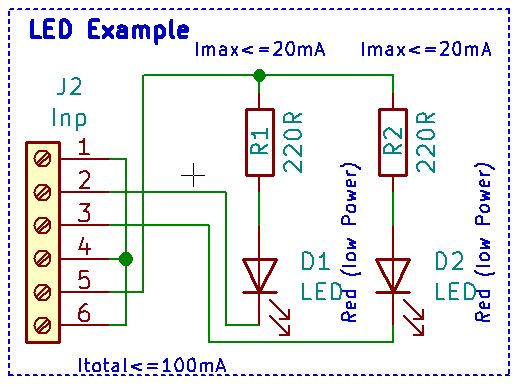 LED Example
Imax<=20mA
Imax<=20mA
J2
Inp
1
2
3
4
5
6
R1
220R
R2
220R
D1
LED
Red (low Power)
D2
LED
Red (low Power)
Itotal<=100mA